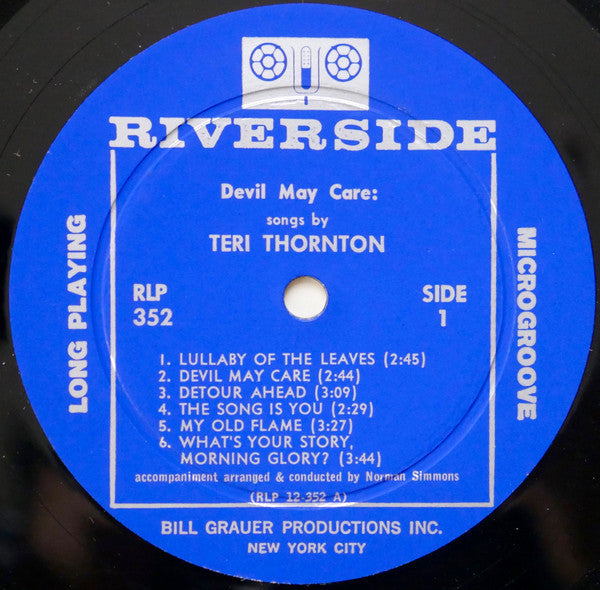 RIVERSIDE
Devil May Care:
songs by
TERI THORNTON
LONG PLAYING
MICROGROOVE
RLP
352
SIDE
1
1. LULLABY OF THE LEAVES (2:45)
2. DEVIL MAY CARE (2:44)
3. DETOUR AHEAD (3:09)
4. THE SONG IS YOU (2:29)
5. MY OLD FLAME (3:27)
6. WHAT'S YOUR STORY,
MORNING GLORY? (3:44)
accompaniment arranged & conducted by Norman Simmons
(RLP 12-352 A)
BILL GRAUER PRODUCTIONS INC.
NEW YORK CITY